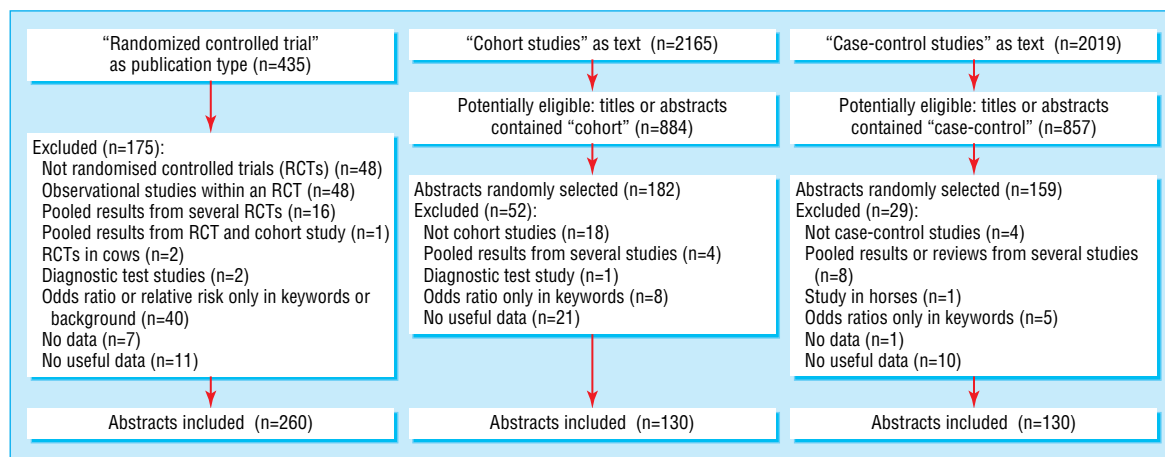 “Randomized controlled trial”
as publication type (n=435)
Excluded (n=175):
Not randomised controlled trials (RCTs) (n=48)
Observational studies within an RCT (n=48)
Pooled results from several RCTs (n=16)
Pooled results from RCT and cohort study (n=1)
RCTs in cows (n=2)
Diagnostic test studies (n=2)
Odds ratio or relative risk only in keywords or
background (n=40)
No data (n=7)
No useful data (n=11)
Abstracts included (n=260)
“Cohort studies” as text (n=2165)
Potentially eligible: titles or abstracts
contained “cohort” (n=884)
Abstracts randomly selected (n=182)
Excluded (n=52):
Not cohort studies (n=18)
Pooled results from several studies (n=4)
Diagnostic test study (n=1)
Odds ratio only in keywords (n=8)
No useful data (n=21)
Abstracts included (n=130)
“Case-control studies” as text (n=2019)
Potentially eligible: titles or abstracts
contained “case-control” (n=857)
Abstracts randomly selected (n=159)
Excluded (n=29):
Not case-control studies (n=4)
Pooled results or reviews from several studies
(n=8)
Study in horses (n=1)
Odds ratios only in keywords (n=5)
No data (n=1)
No useful data (n=10)
Abstracts included (n=130)